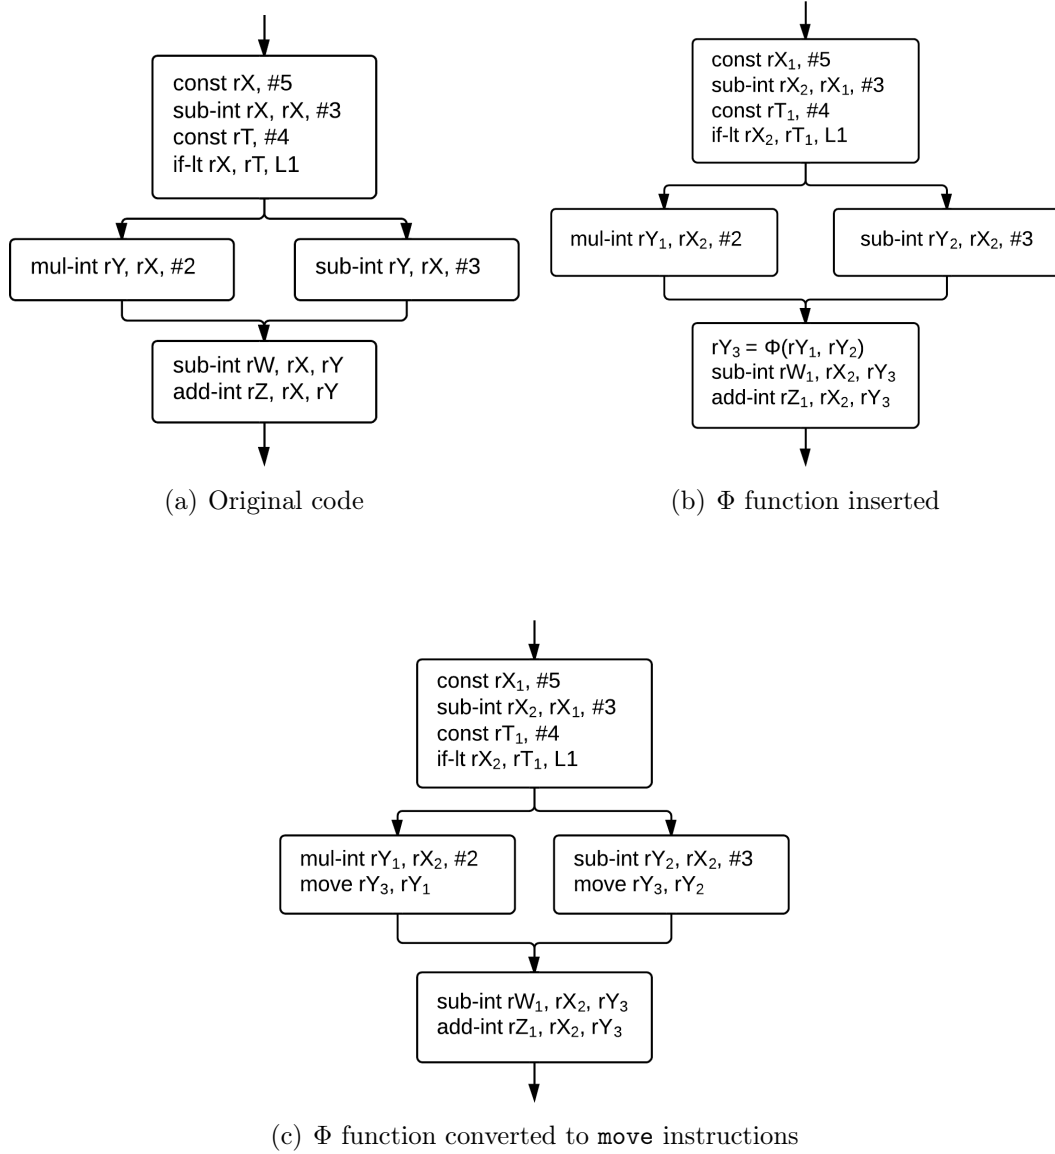 const rX, #5
sub-int rX, rX, #3
const rT, #4
if-lt rX, rT, L1
mul-int rY, rX, #2
sub-int rY, rX, #3
sub-int rW, rX, rY
add-int rZ, rX, rY
(a) Original code
const rX₁, #5
sub-int rX₂, rX₁, #3
const rT₁, #4
if-lt rX₂, rT₁, L1
mul-int rY₁, rX₂, #2
sub-int rY₂, rX₂, #3
rY₃ = Φ(rY₁, rY₂)
sub-int rW₁, rX₂, rY₃
add-int rZ₁, rX₂, rY₃
(b) Φ function inserted
const rX₁, #5
sub-int rX₂, rX₁, #3
const rT₁, #4
if-lt rX₂, rT₁, L1
mul-int rY₁, rX₂, #2
move rY₃, rY₁
sub-int rY₂, rX₂, #3
move rY₃, rY₂
sub-int rW₁, rX₂, rY₃
add-int rZ₁, rX₂, rY₃
(c) Φ function converted to move instructions